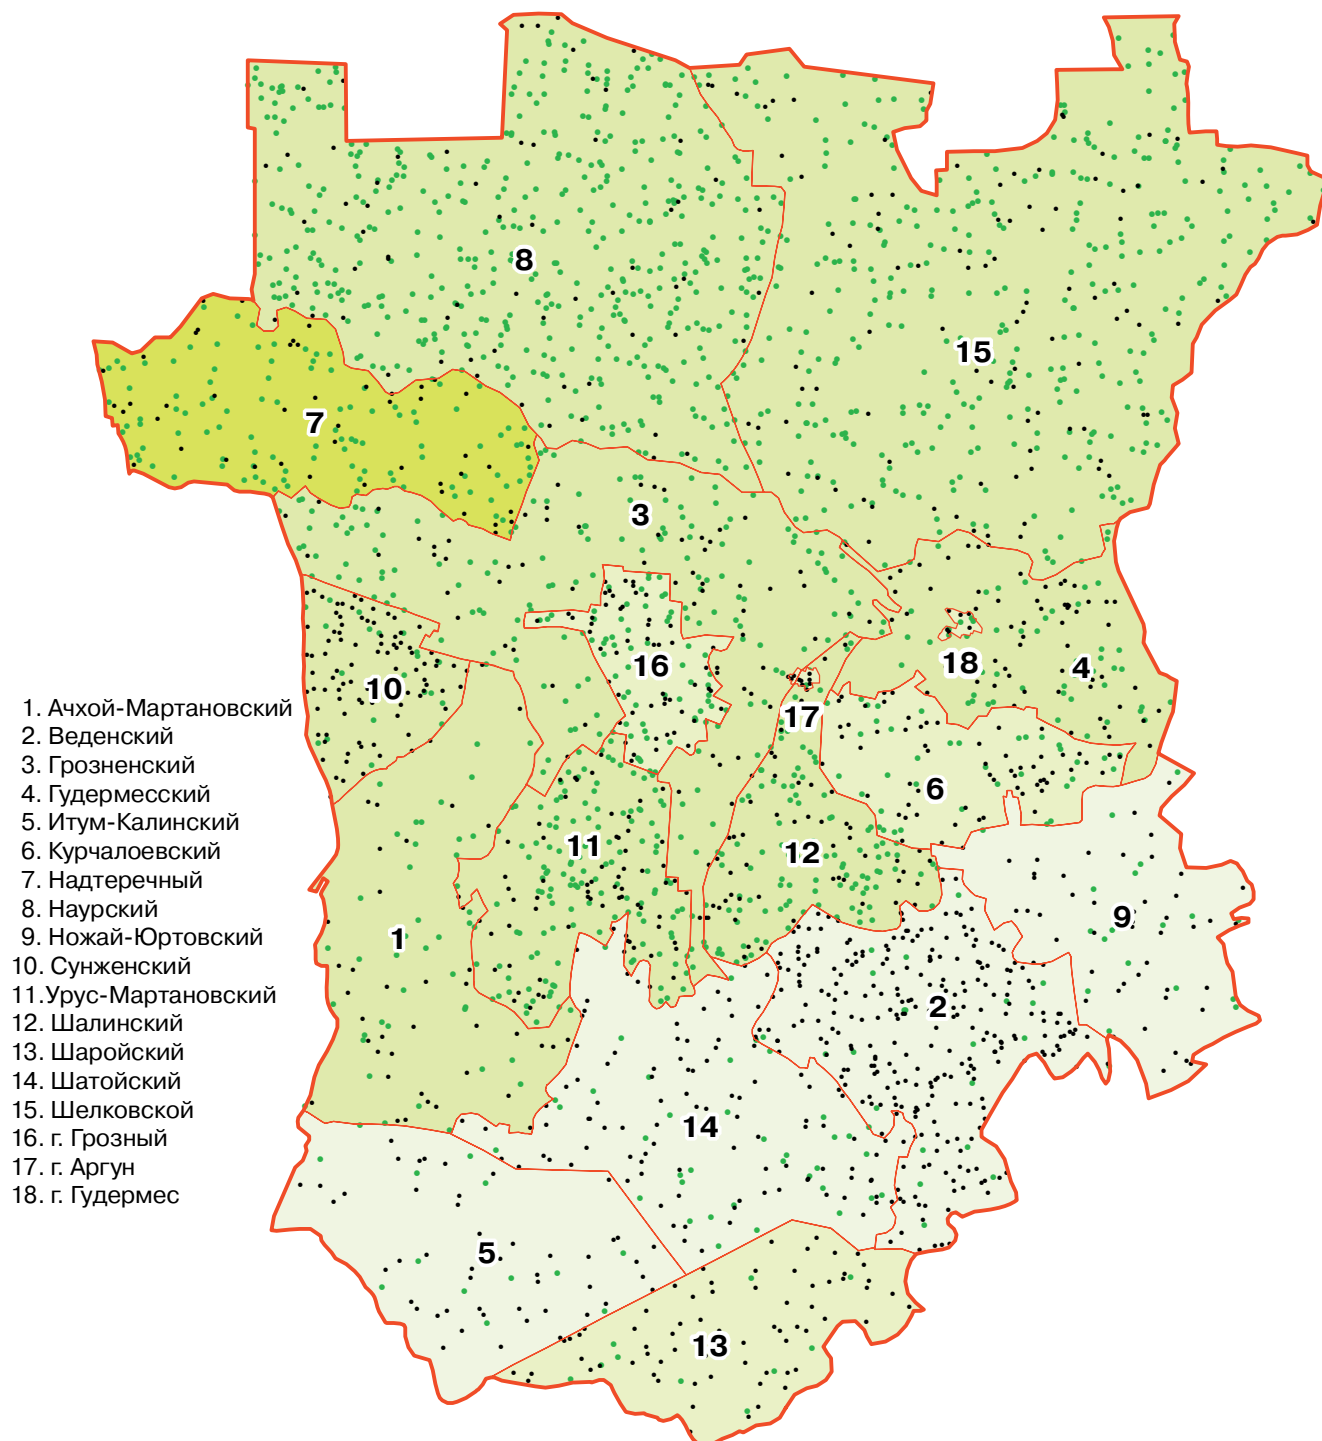 8
15
7
3
16
18
4
10
17
6
11
12
9
1
2
14
5
13
1. Ачхой-Мартановский
2. Веденский
3. Грозненский
4. Гудермесский
5. Итум-Калинский
6. Курчалоевский
7. Надтеречный
8. Наурский
9. Ножай-Юртовский
10. Сунженский
11.Урус-Мартановский
12. Шалинский
13. Шаройский
14. Шатойский
15. Шелковской
16. г. Грозный
17. г. Аргун
18. г. Гудермес